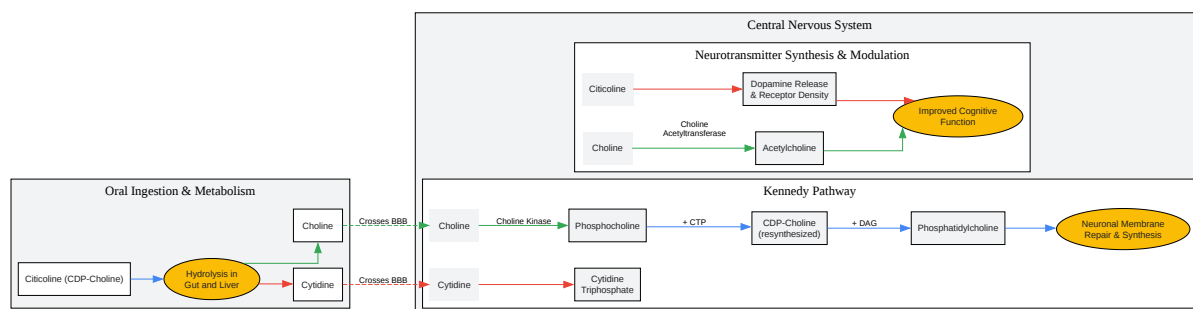 Central Nervous System
Neurotransmitter Synthesis & Modulation
Citicoline
Dopamine Release
& Receptor Density
Improved Cognitive
Function
Choline
Choline
Acetyltransferase
Acetylcholine
Oral Ingestion & Metabolism
Citicoline (CDP-Choline)
Hydrolysis in
Gut and Liver
Choline
Cytidine
Crosses BBB
Crosses BBB
Kennedy Pathway
Choline
Choline Kinase
Phosphocholine
+ CTP
CDP-Choline
(resynthesized)
+ DAG
Phosphatidylcholine
Neuronal Membrane
Repair & Synthesis
Cytidine
Cytidine
Triphosphate